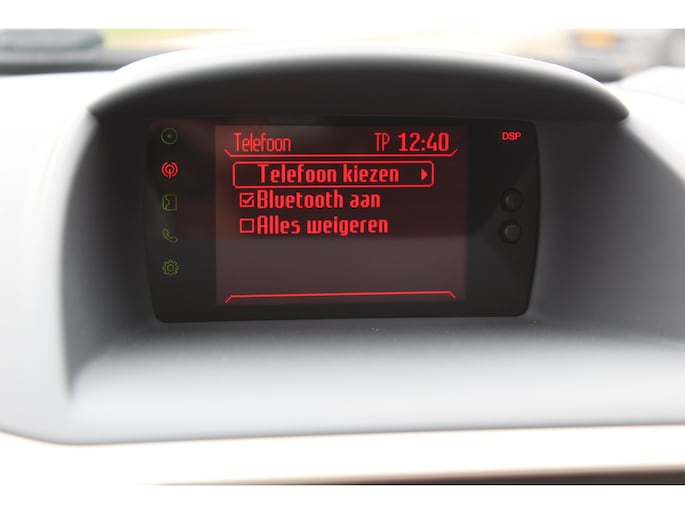 Telefoon TP 12:40 DSP
Telefoon kiezen
Bluetooth aan
Alles weigeren